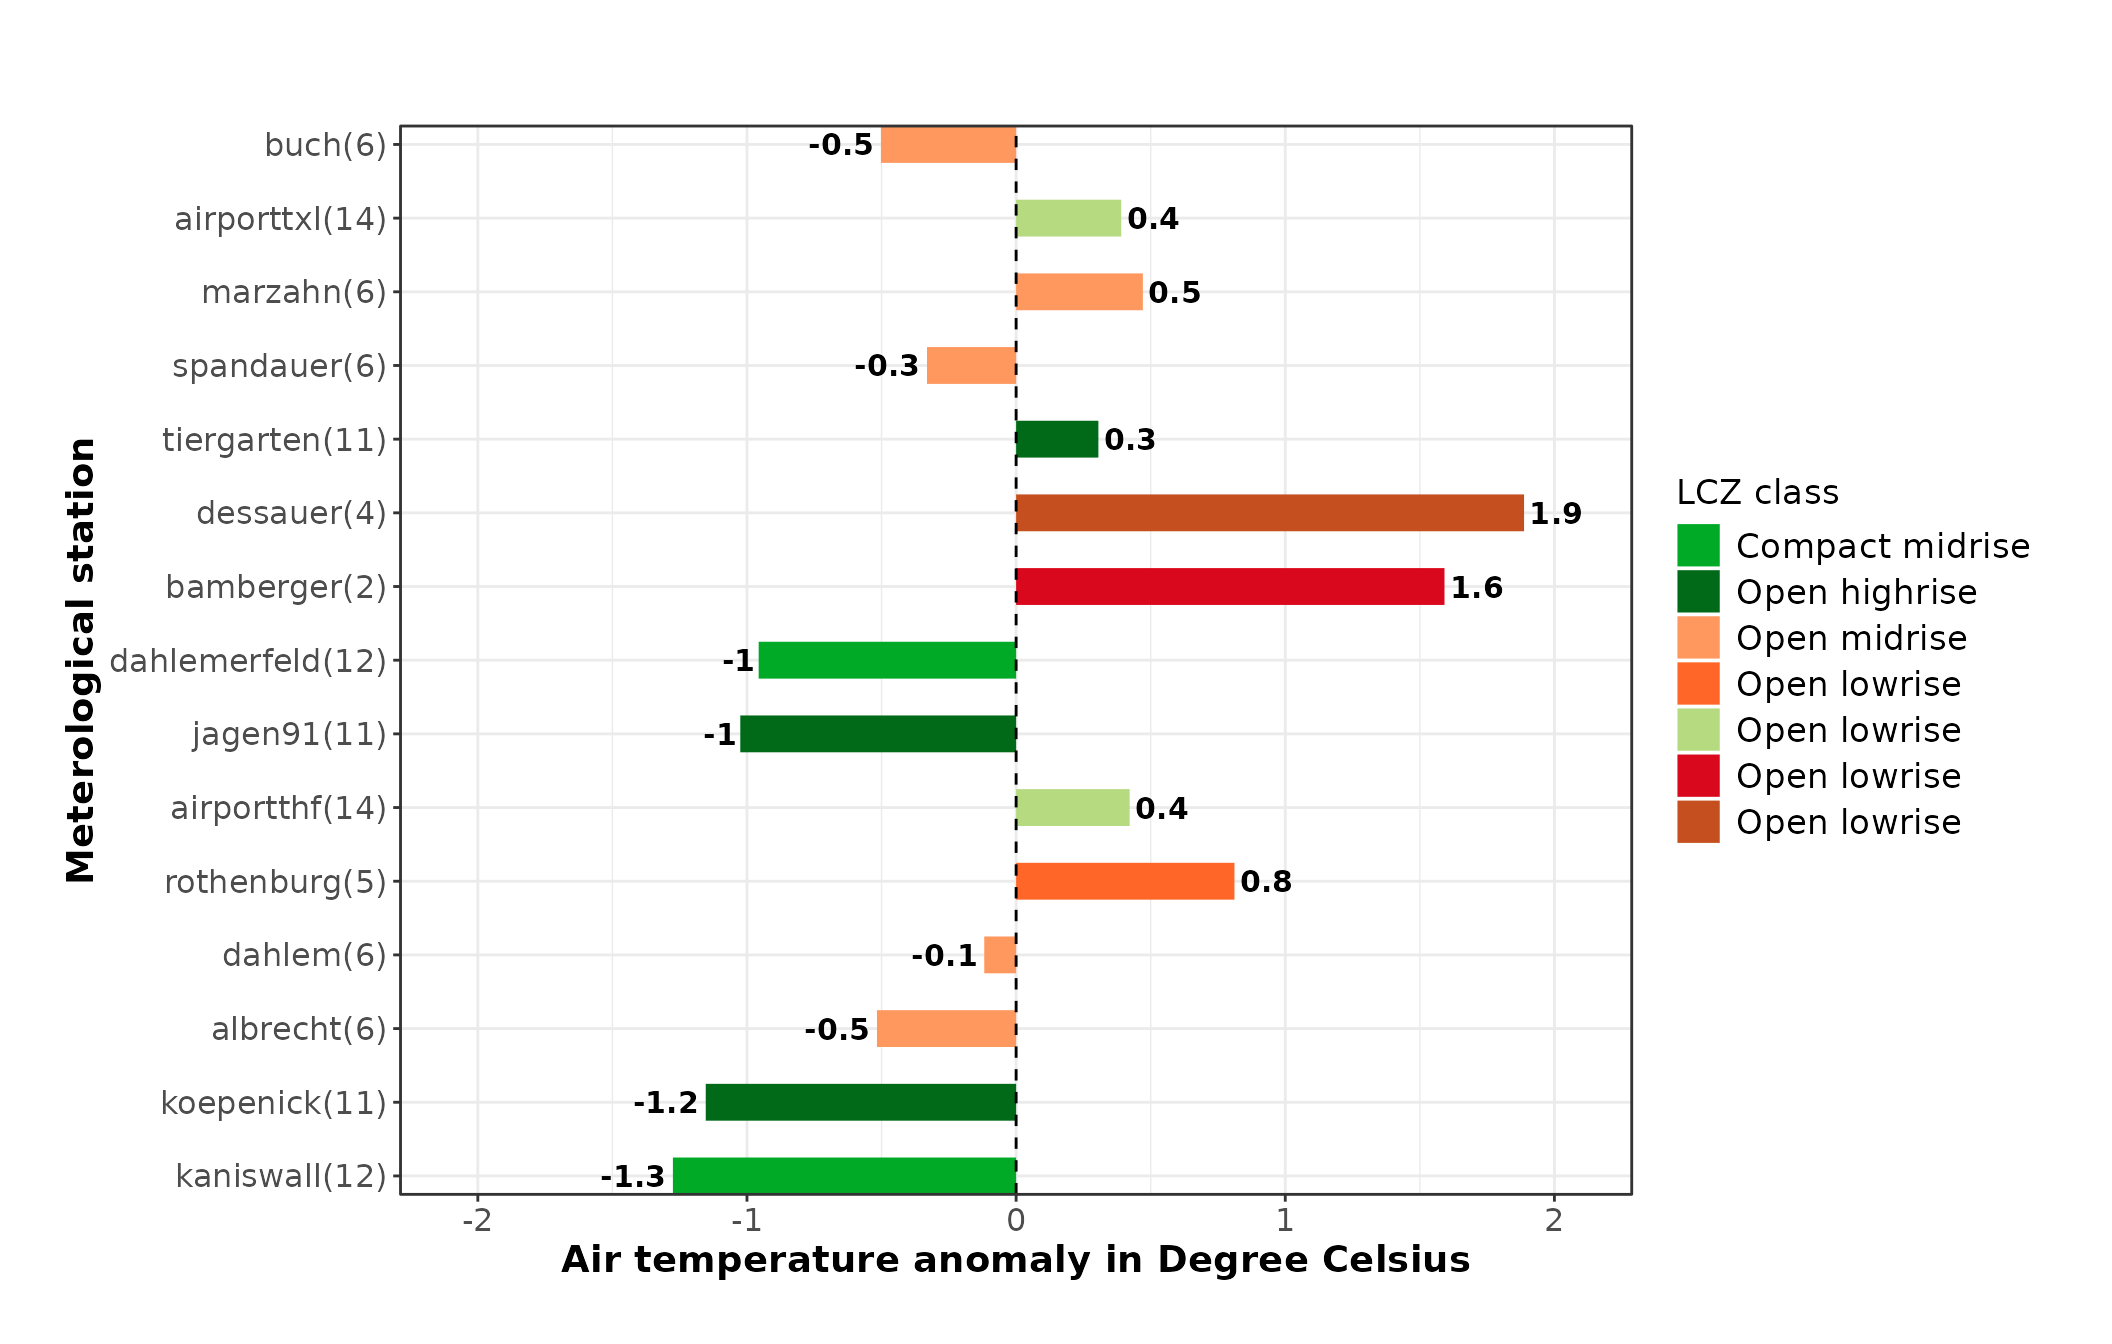 buch(6)
-0.5
airporttxl(14)
0.4
marzahn(6)
0.5
spandauer(6)
-0.3
tiergarten(11)
0.3
dessauer(4)
1.9
bamberger(2)
1.6
dahlemerfeld(12)
-1
jagen91(11)
-1
airportthf(14)
0.4
rothenburg(5)
0.8
dahlem(6)
-0.1
albrecht(6)
-0.5
koepenick(11)
-1.2
kaniswall(12)
-1.3
Meterological station
-2 -1 0 1 2
Air temperature anomaly in Degree Celsius
LCZ class
Compact midrise
Open highrise
Open midrise
Open lowrise
Open lowrise
Open lowrise
Open lowrise